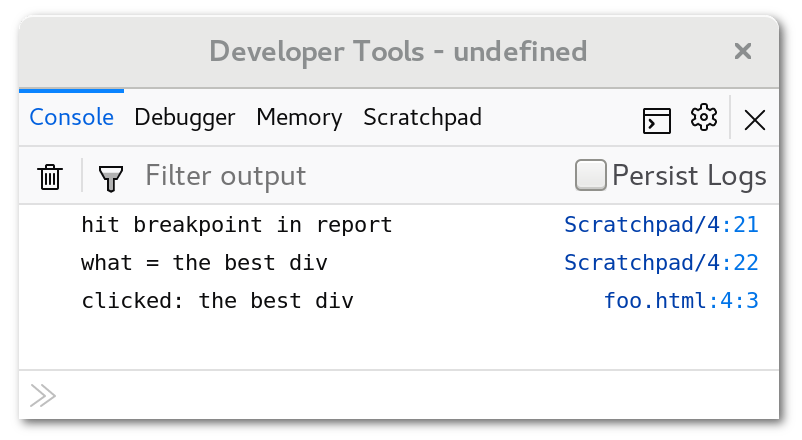 Developer Tools - undefined
Console Debugger Memory Scratchpad
Filter output Persist Logs
hit breakpoint in report Scratchpad/4:21
what = the best div Scratchpad/4:22
clicked: the best div foo.html:4:3